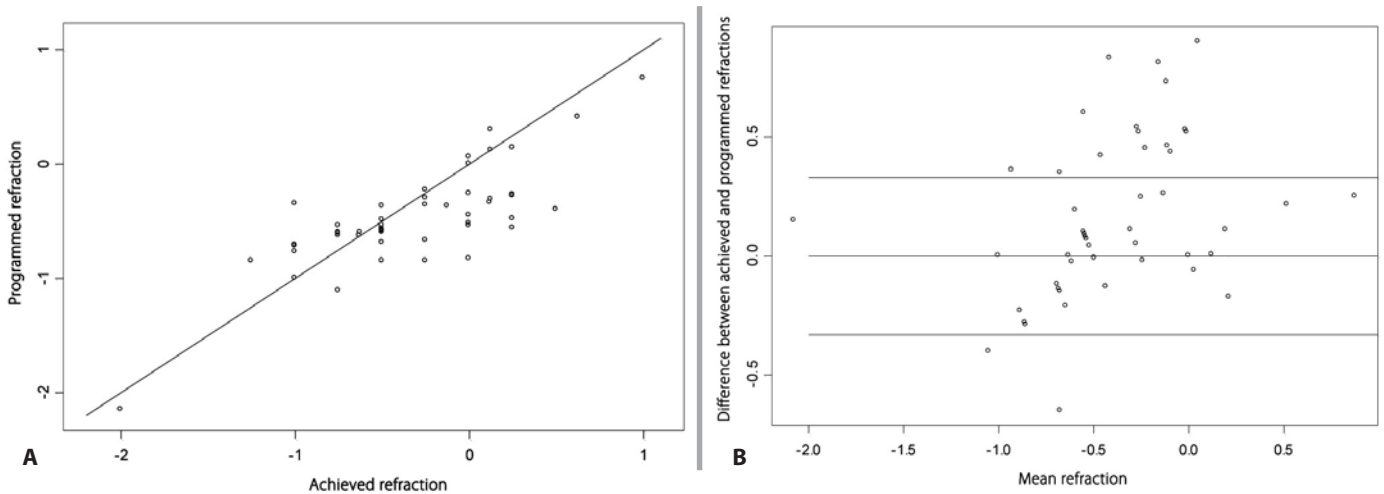 1
0
-1
-2
Programmed refraction
-2
-1
0
1
Achieved refraction
A
0.5
0.0
-0.5
Difference between achieved and programmed refractions
-2.0
-1.5
-1.0
-0.5
0.0
0.5
Mean refraction
B